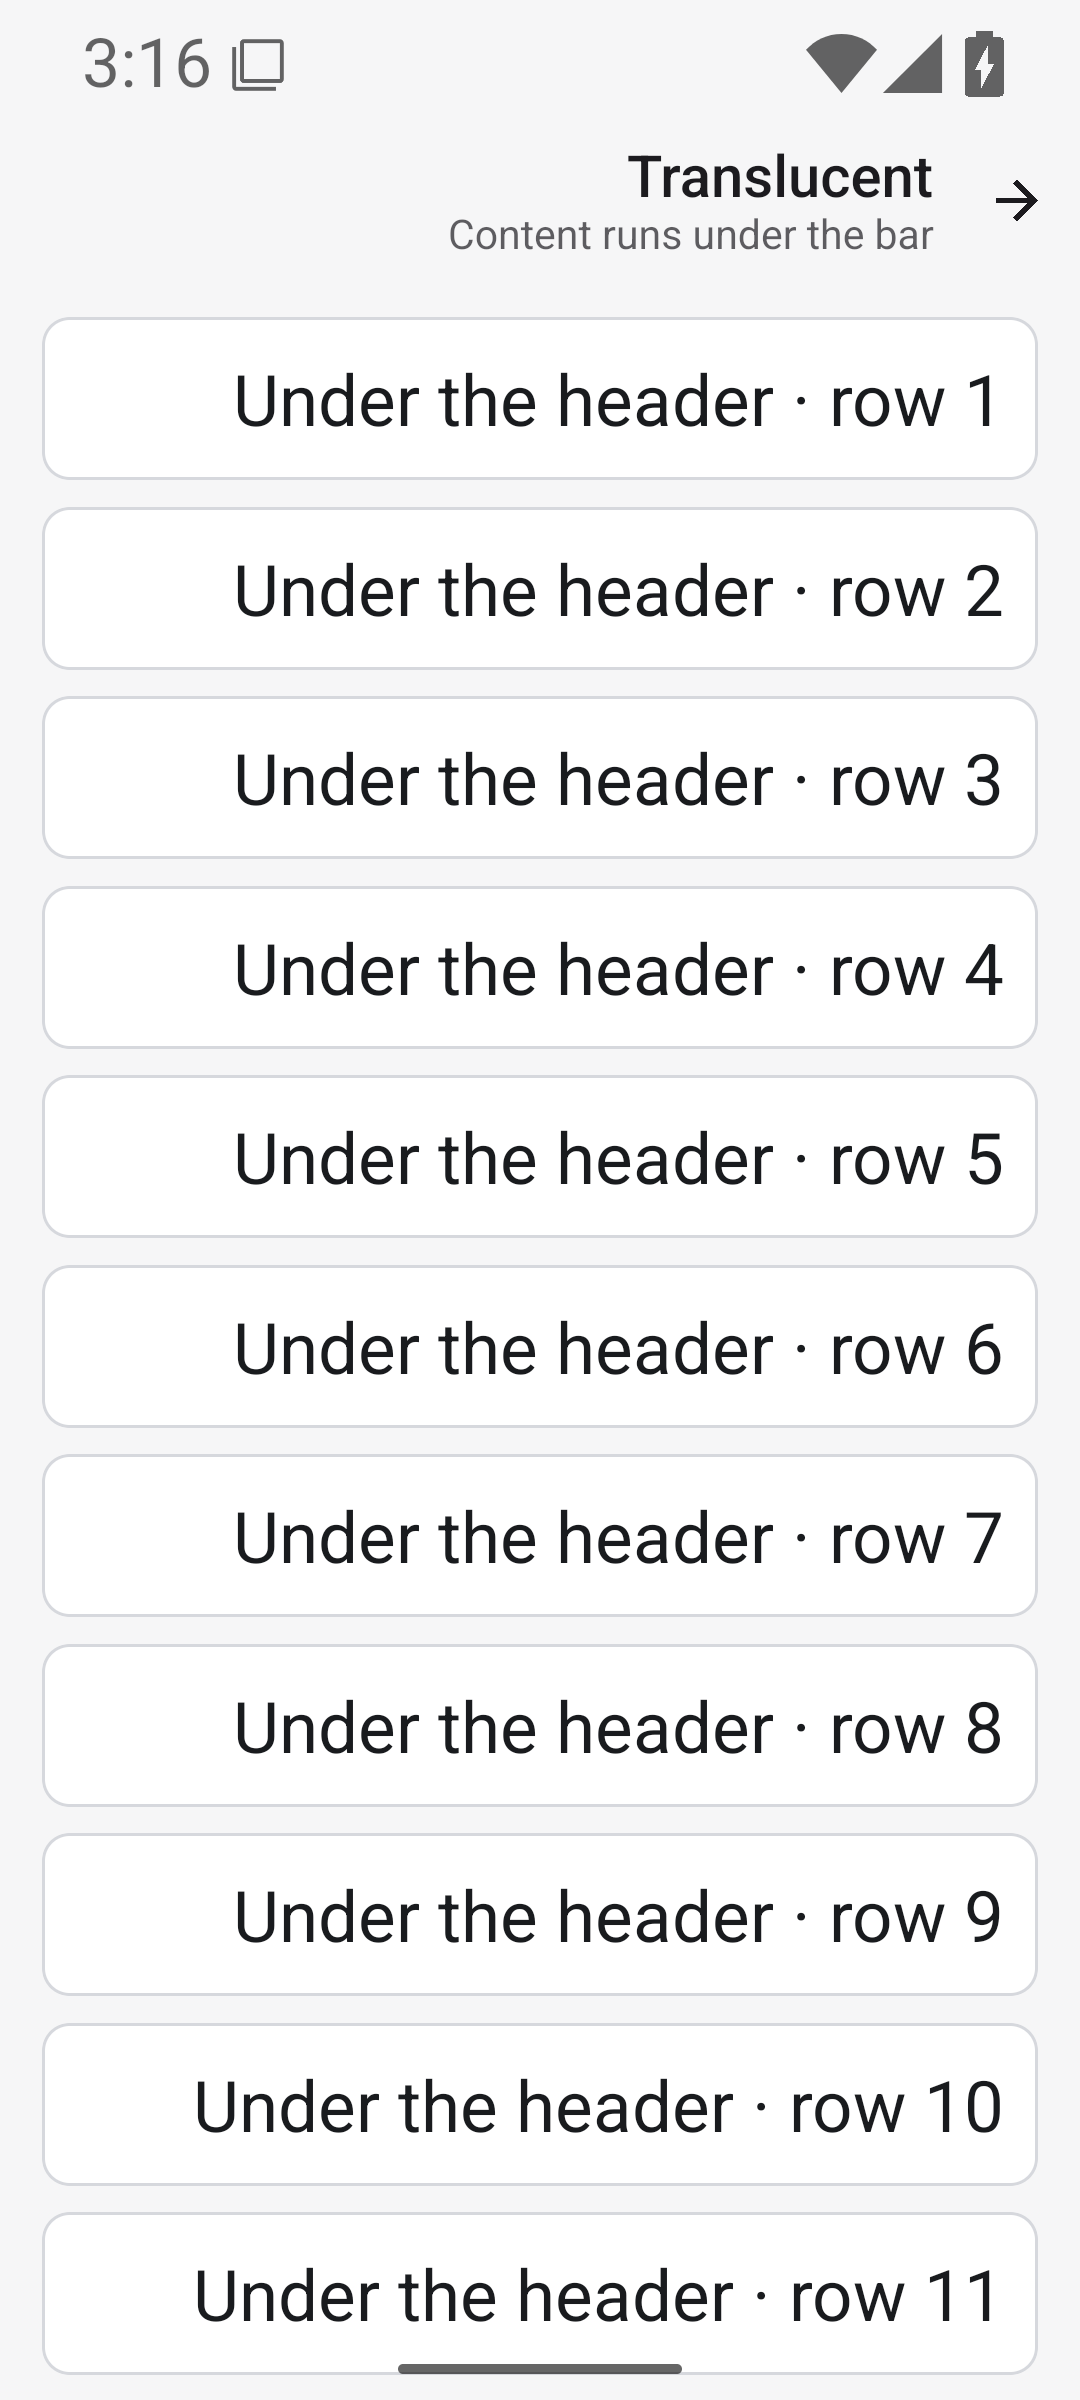 3:16
Translucent
Content runs under the bar
Under the header · row 1
Under the header · row 2
Under the header · row 3
Under the header · row 4
Under the header · row 5
Under the header · row 6
Under the header · row 7
Under the header · row 8
Under the header · row 9
Under the header · row 10
Under the header · row 11